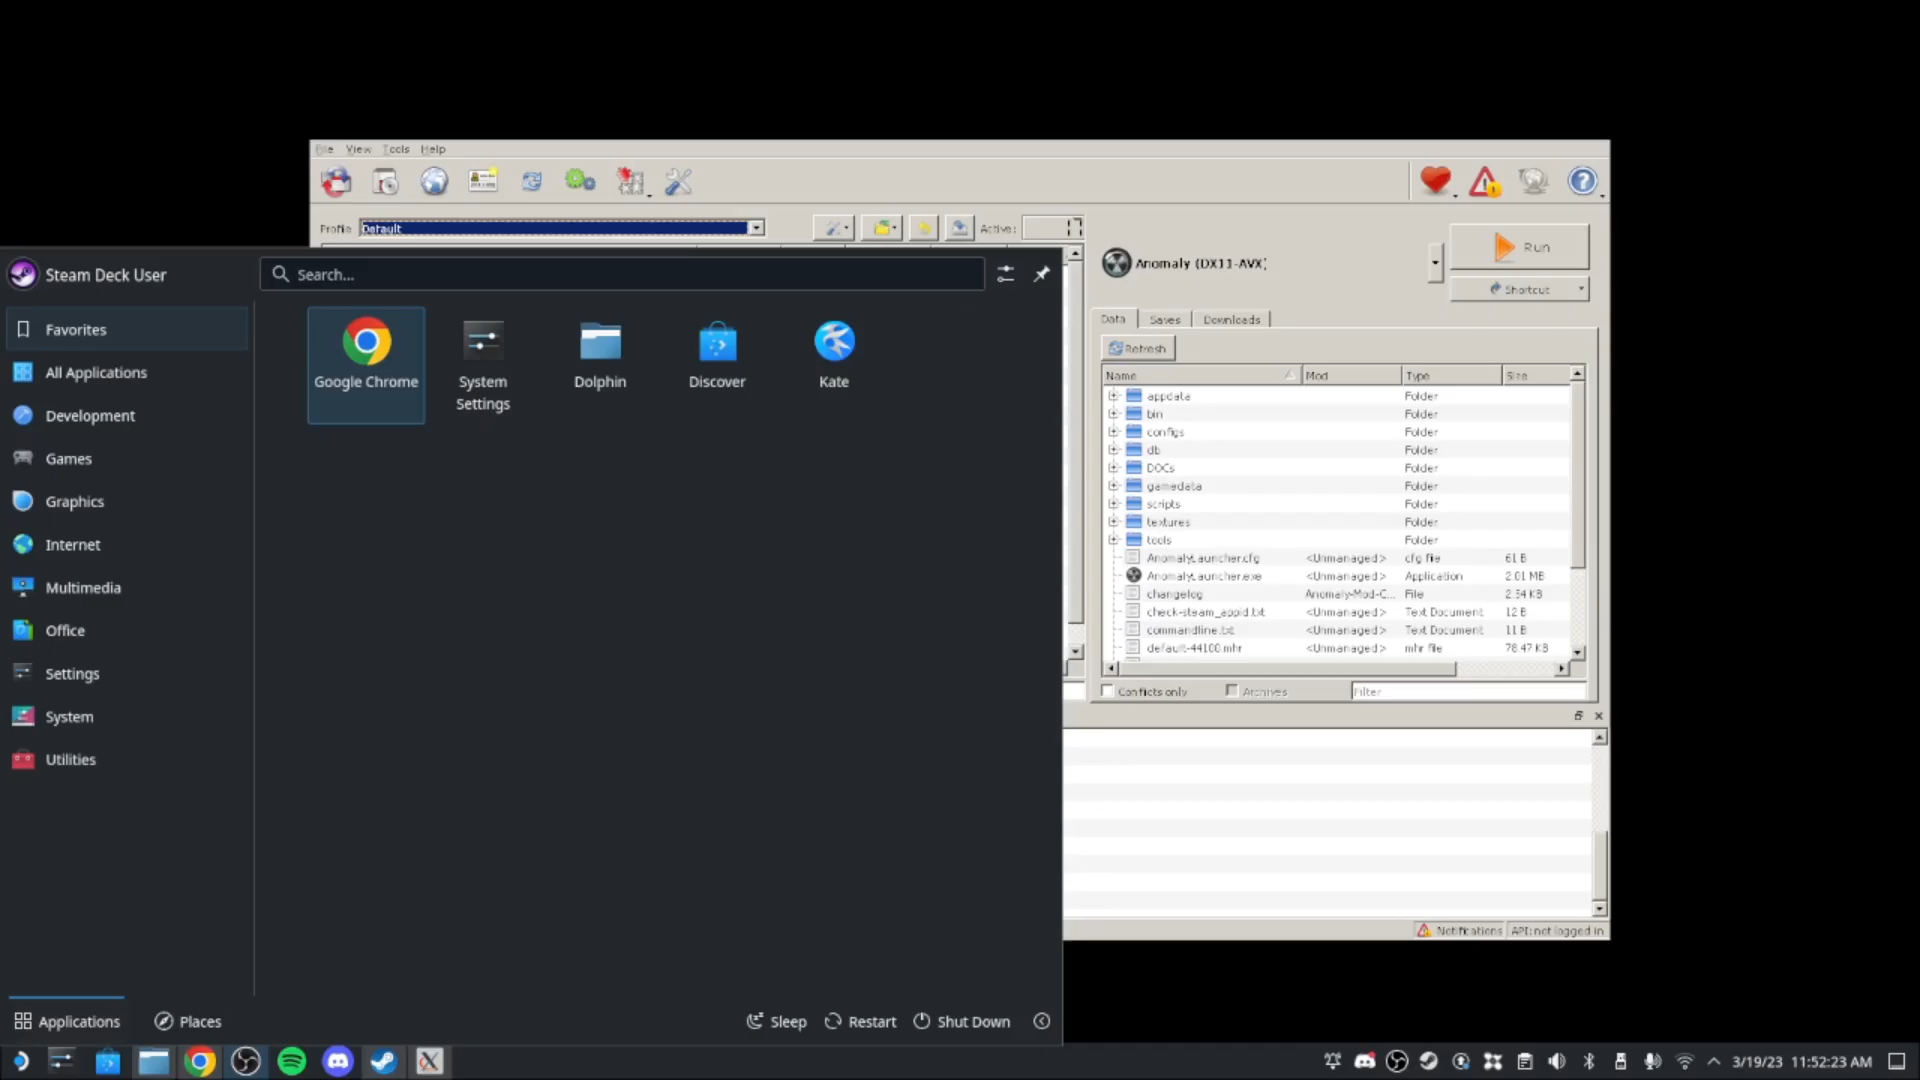 File View Tools Help
Profile Default
Active: 17
Steam Deck User
Search...
Favorites
All Applications
Development
Games
Graphics
Internet
Multimedia
Office
Settings
System
Utilities
Google Chrome
System Settings
Dolphin
Discover
Kate
Applications
Places
Sleep
Restart
Shut Down
Anomaly (DX11-AVX)
Run
Shortcut
Data Saves Downloads
Refresh
Name Mod Type Size
appdata Folder
bin Folder
configs Folder
db Folder
DOCs Folder
gamedata Folder
scripts Folder
textures Folder
tools Folder
AnomalyLauncher.cfg <Unmanaged> cfg file 61 B
AnomalyLauncher.exe <Unmanaged> Application 2.01 MB
changelog Anomaly-Mod-C... File 2.34 KB
check-steam_appid.txt <Unmanaged> Text Document 12 B
commandline.txt <Unmanaged> Text Document 11 B
default-44100.mhr <Unmanaged> mhr file 78.47 KB
Conflicts only Archives Filter
Notifications API: not logged in
3/19/23 11:52:23 AM